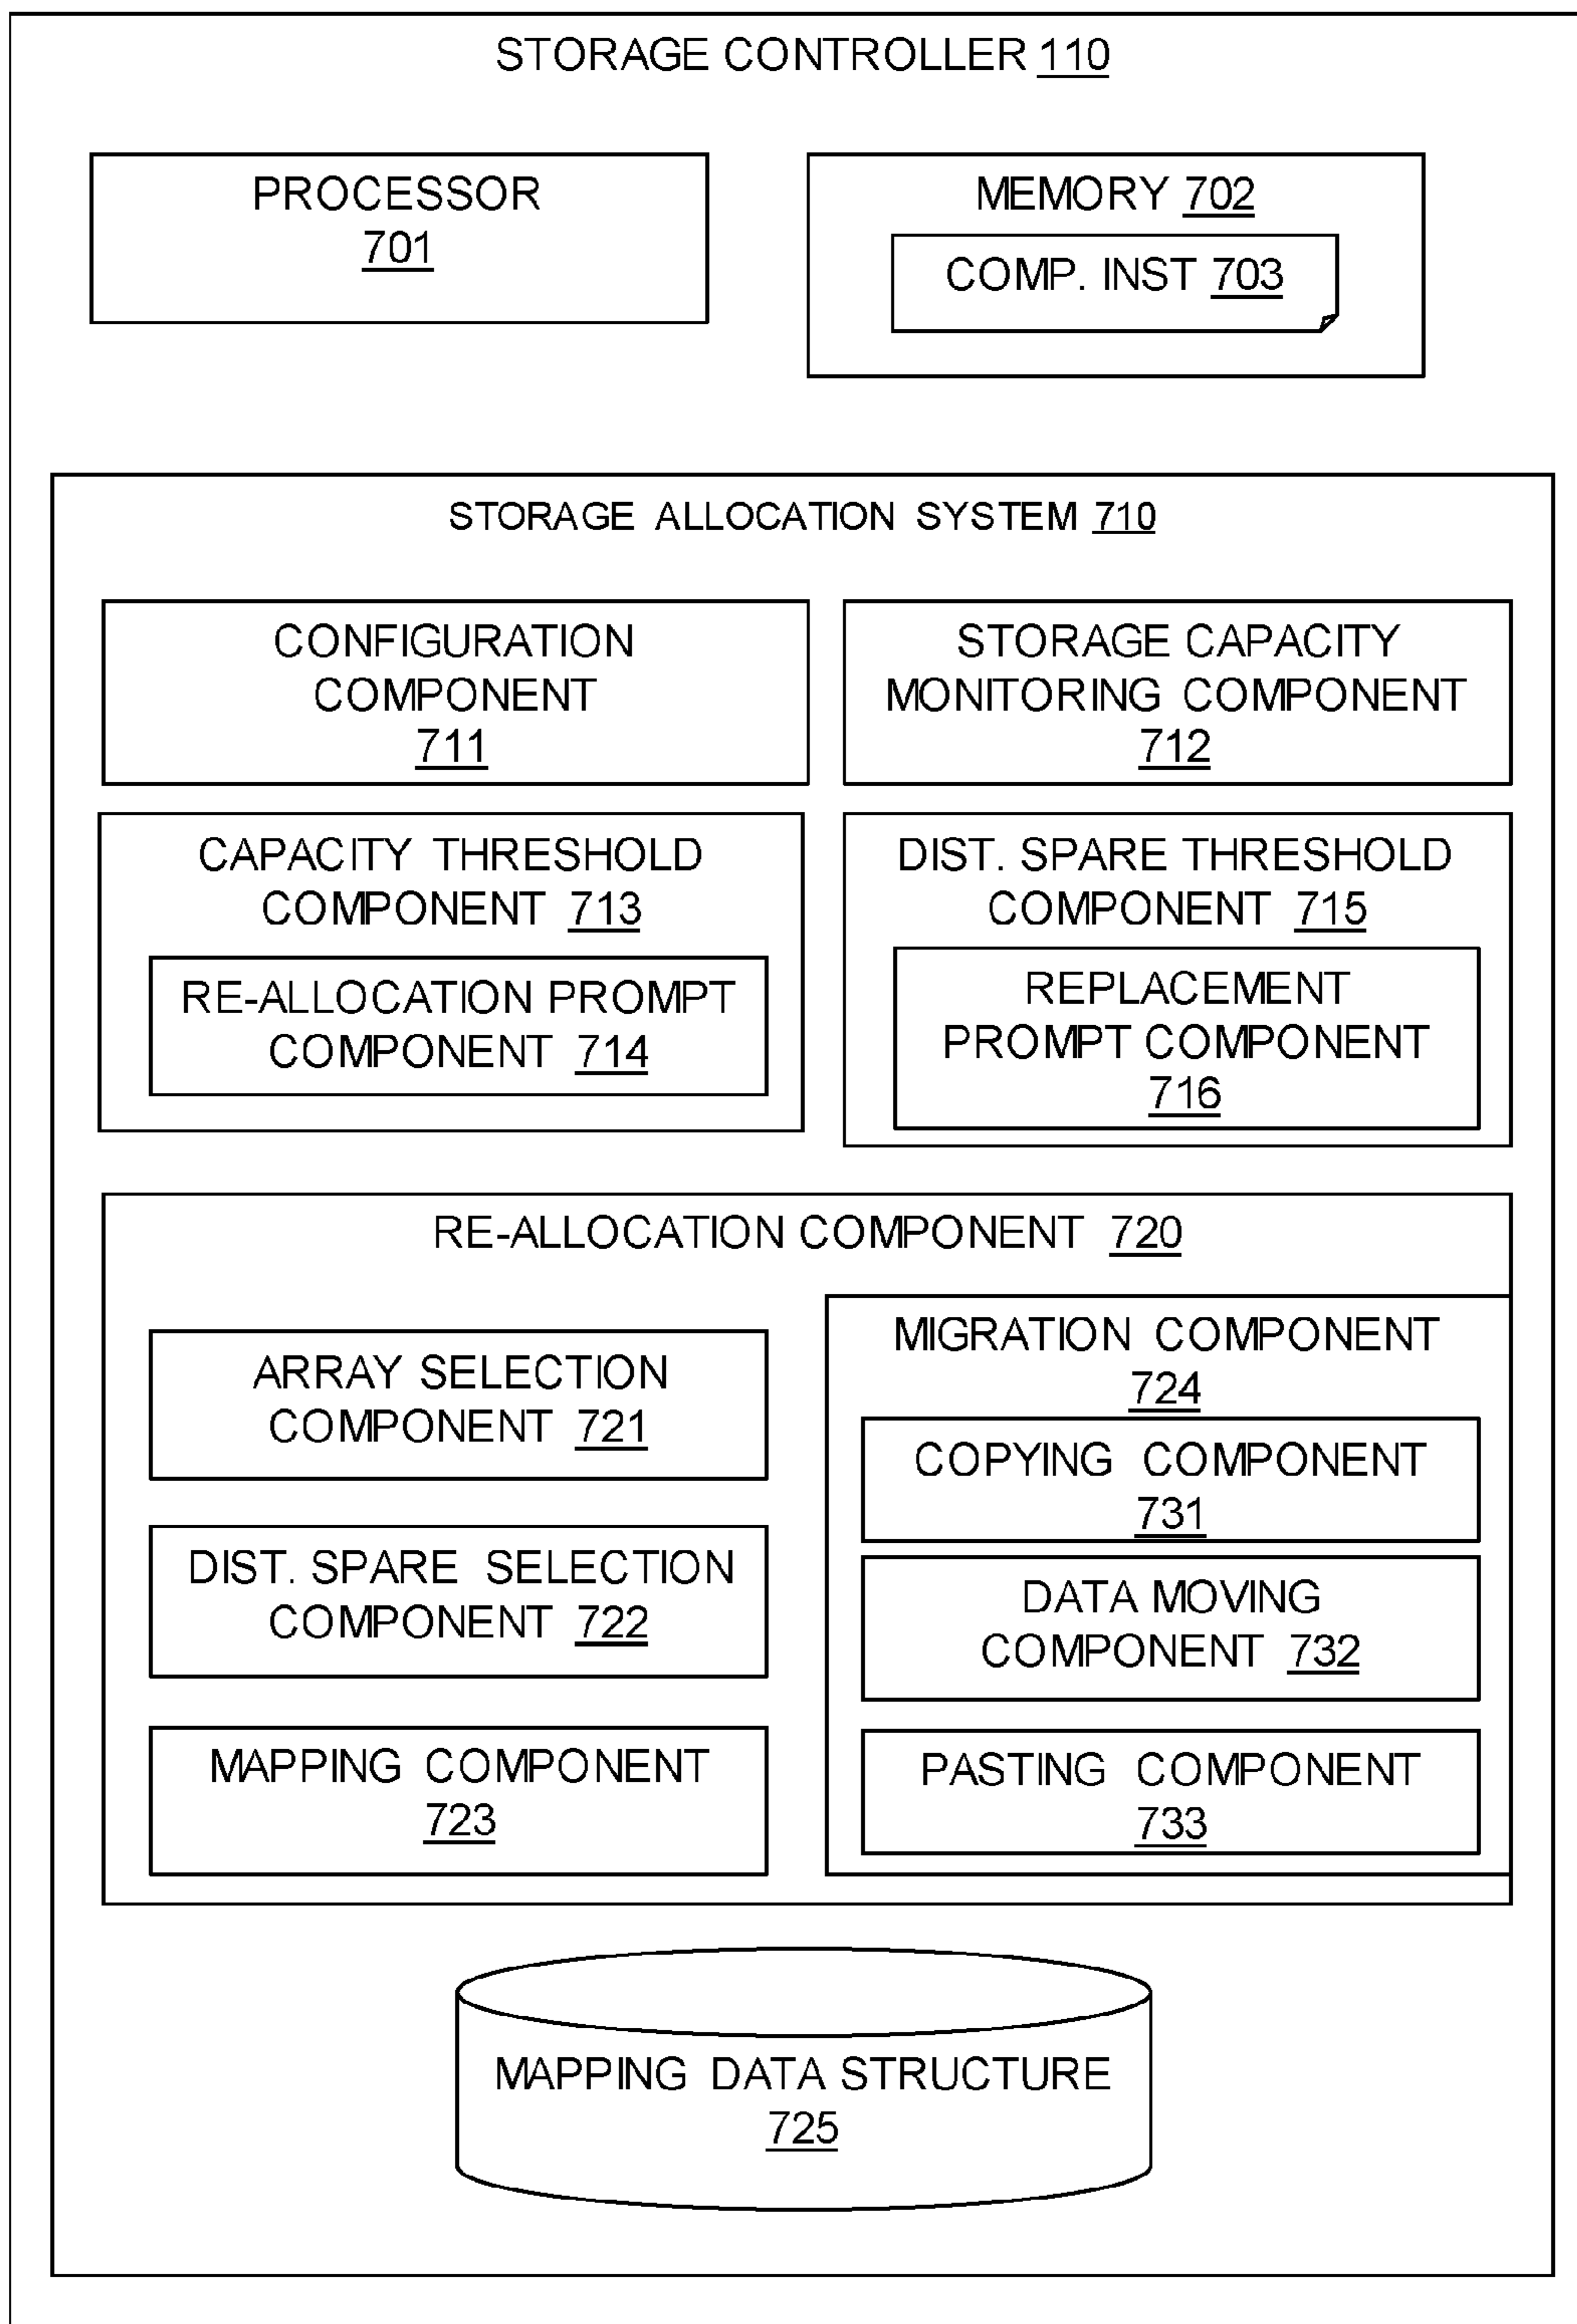 STORAGE CONTROLLER 110
PROCESSOR
701
MEMORY 702
COMP. INST 703
STORAGE ALLOCATION SYSTEM 710
CONFIGURATION
COMPONENT
711
STORAGE CAPACITY
MONITORING COMPONENT
712
CAPACITY THRESHOLD
COMPONENT 713
RE-ALLOCATION PROMPT
COMPONENT 714
DIST. SPARE THRESHOLD
COMPONENT 715
REPLACEMENT
PROMPT COMPONENT
716
RE-ALLOCATION COMPONENT 720
ARRAY SELECTION
COMPONENT 721
DIST. SPARE SELECTION
COMPONENT 722
MAPPING COMPONENT
723
MIGRATION COMPONENT
724
COPYING COMPONENT
731
DATA MOVING
COMPONENT 732
PASTING COMPONENT
733
MAPPING DATA STRUCTURE
725